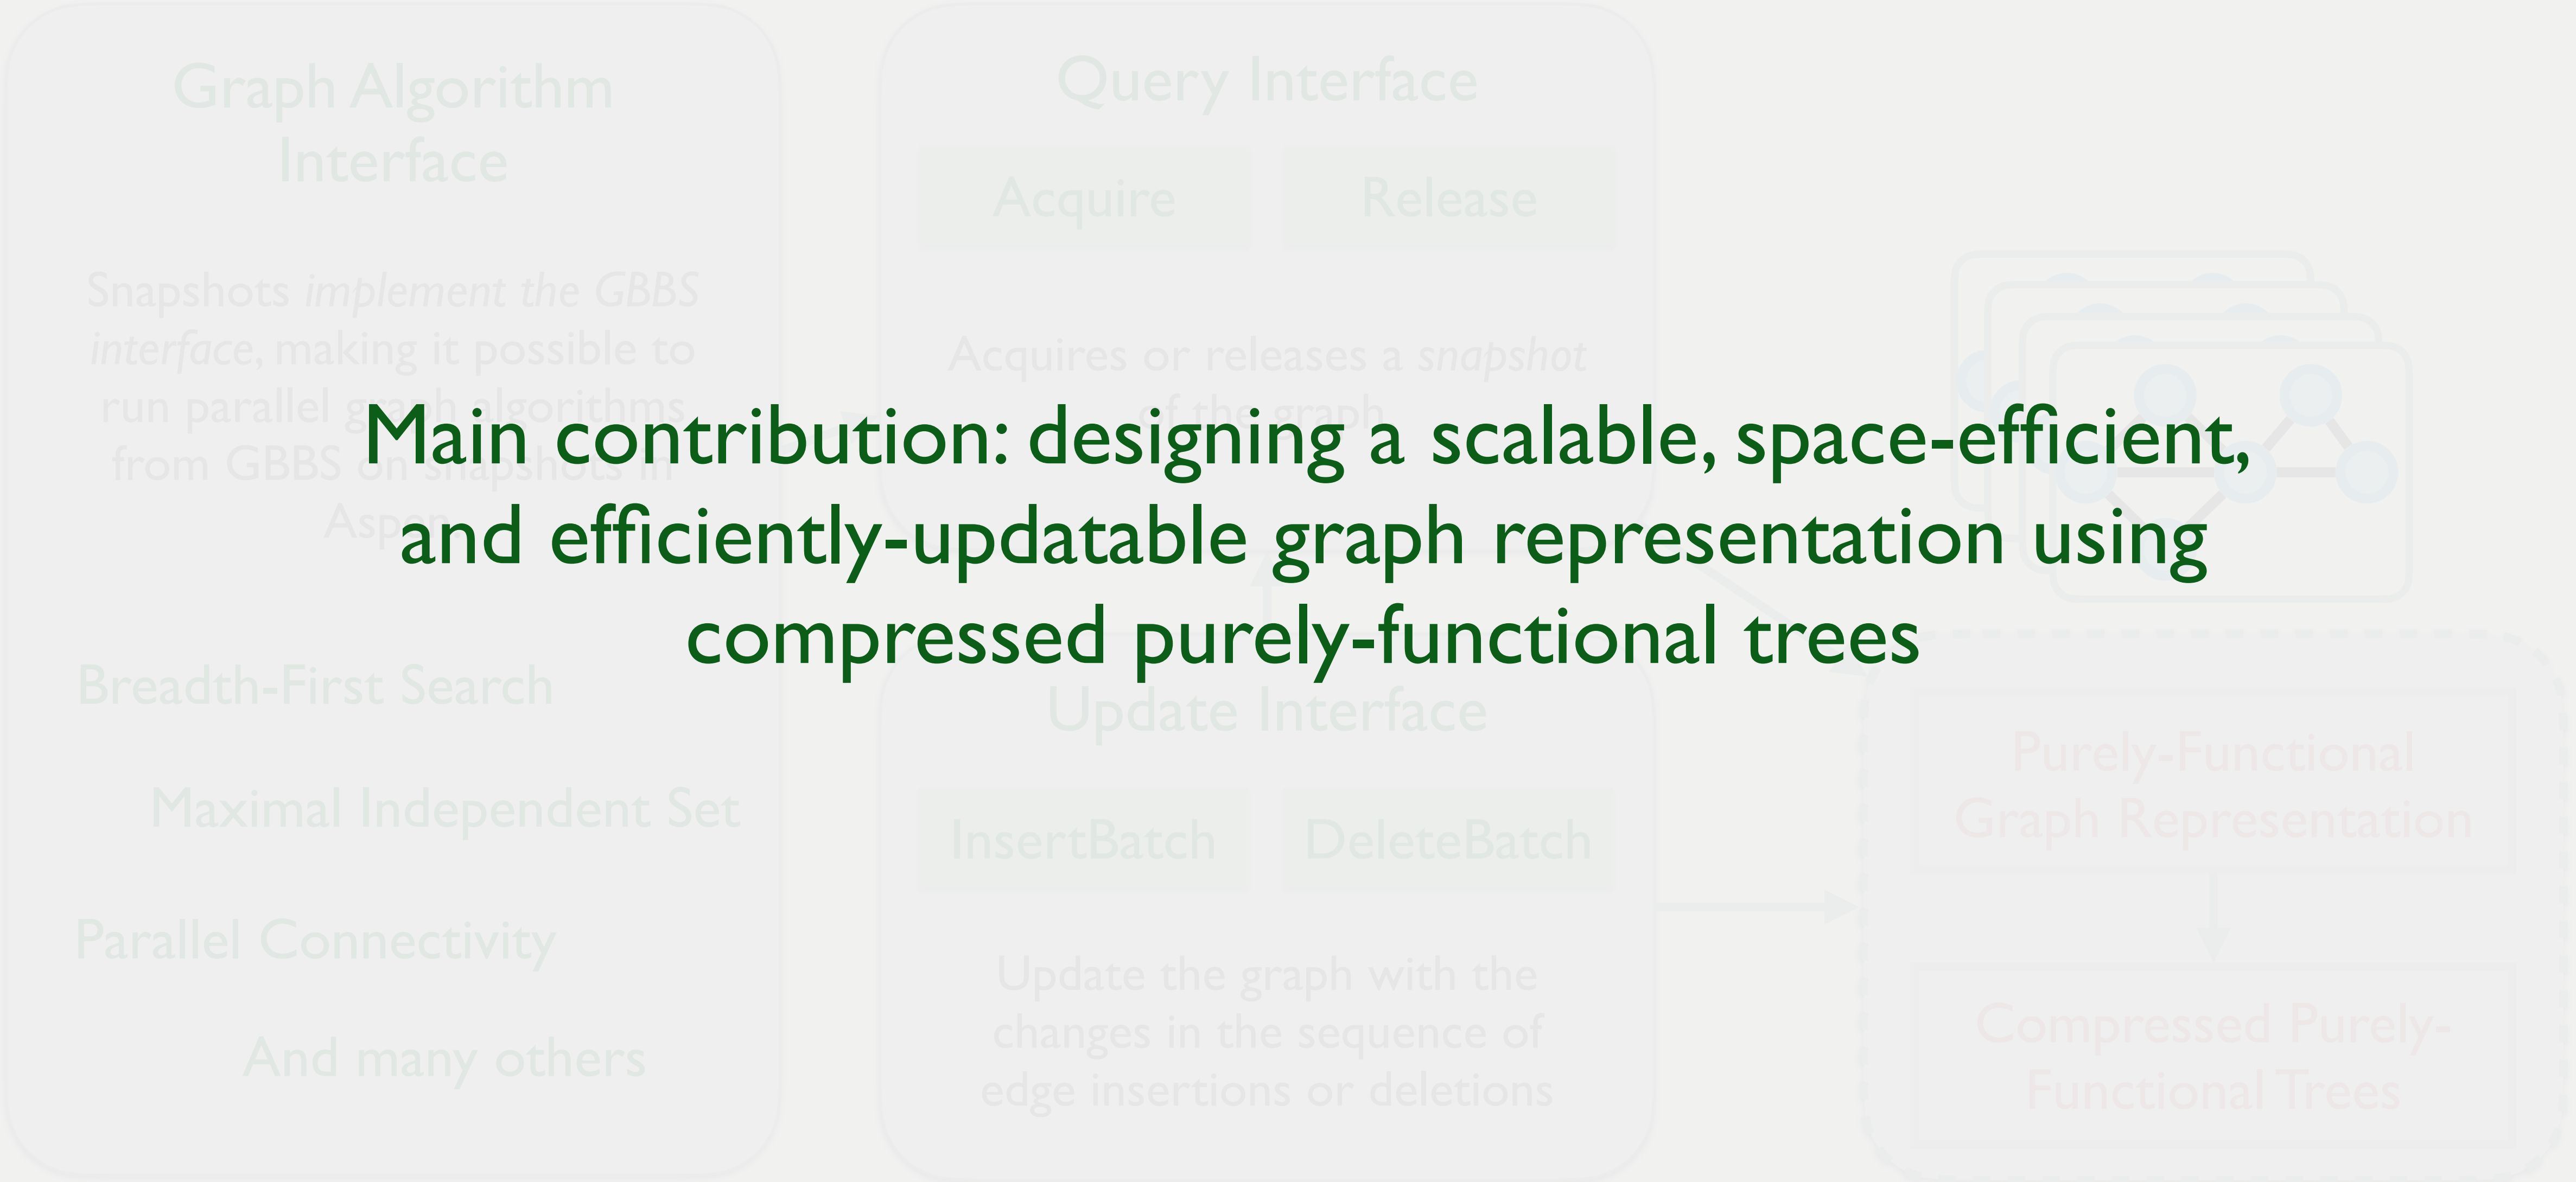 Graph Algorithm
Interface
Snapshots implement the GBBS
interface, making it possible to
run parallel graph algorithms
from GBBS on snapshots in
Aspen
Breadth-First Search
Maximal Independent Set
Parallel Connectivity
And many others
Query Interface
Acquire
Release
Acquires or releases a snapshot
of the graph
Main contribution: designing a scalable, space-efficient,
and efficiently-updatable graph representation using
compressed purely-functional trees
Update Interface
InsertBatch
DeleteBatch
Update the graph with the
changes in the sequence of
edge insertions or deletions
Purely-Functional
Graph Representation
Compressed Purely-
Functional Trees